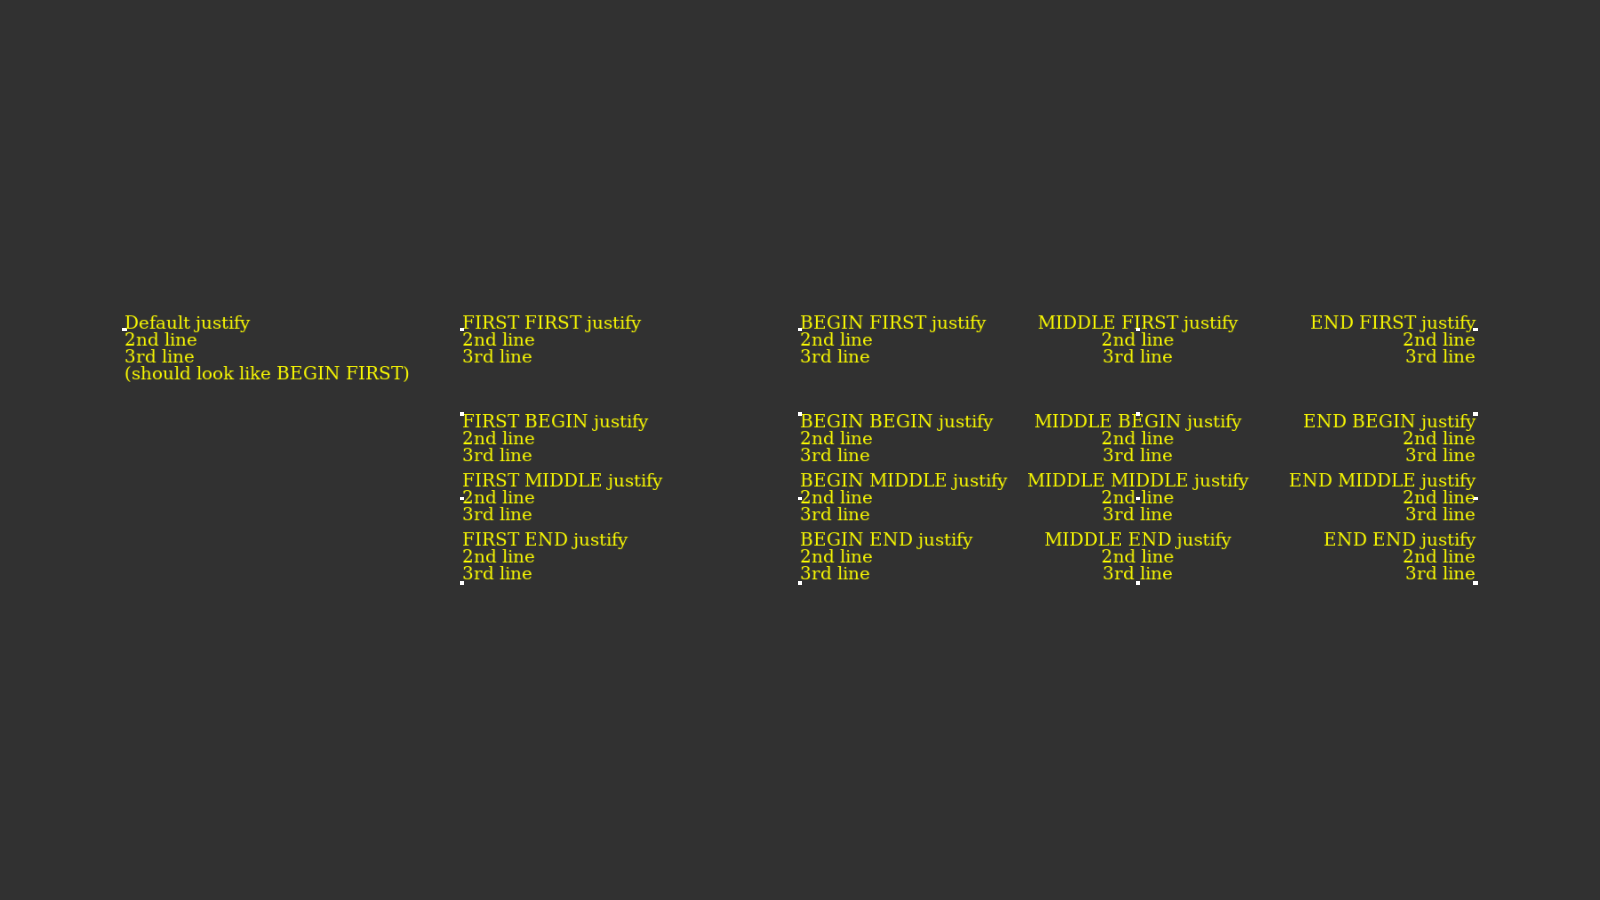 Default justify
2nd line
3rd line
(should look like BEGIN FIRST)
FIRST FIRST justify
2nd line
3rd line
BEGIN FIRST justify
2nd line
3rd line
MIDDLE FIRST justify
2nd line
3rd line
END FIRST justify
2nd line
3rd line
FIRST BEGIN justify
2nd line
3rd line
BEGIN BEGIN justify
2nd line
3rd line
MIDDLE BEGIN justify
2nd line
3rd line
END BEGIN justify
2nd line
3rd line
FIRST MIDDLE justify
2nd line
3rd line
BEGIN MIDDLE justify
2nd line
3rd line
MIDDLE MIDDLE justify
2nd line
3rd line
END MIDDLE justify
2nd line
3rd line
FIRST END justify
2nd line
3rd line
BEGIN END justify
2nd line
3rd line
MIDDLE END justify
2nd line
3rd line
END END justify
2nd line
3rd line